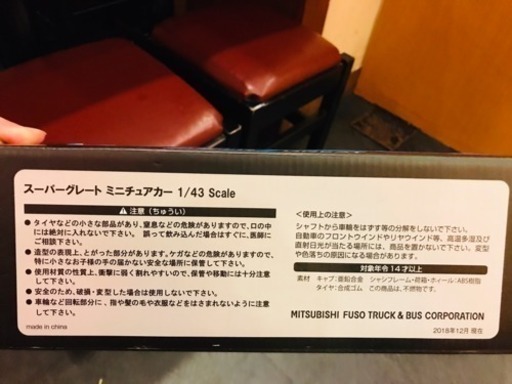 スーパーグレート ミニチュアカー 1/43 Scale
⚠ 注意（ちゅうい）
● タイヤなどの小さな部品があり、窒息などの危険がありますので、口の中
には絶対に入れないで下さい。 誤って飲み込んだ場合はすぐに、医師に
ご相談下さい。
● 造型の表現上、とがった部分があります。ケガなどの危険がありますので、
特に小さなお子様の手の届かない安全な場所に保管して下さい。
● 使用材質の性質上、衝撃に弱く割れやすいので、保管や移動には十分注意
して下さい。
● 安全のため、破損・変型した場合は使用しないで下さい。
● 車輪など回転部分に、指や髪の毛や衣服などをはさまれないように注意
して下さい。
made in china
＜使用上の注意＞
シャフトから車輪をはずす等の分解をしないで下さい。
自動車のフロントウインドやリヤウインド等、高温多湿及び
直射日光が当たる場所には、商品を置かないで下さい。変型
や色落ちの原因になる場合があります。
対象年令14才以上
素材 キャブ：亜鉛合金 シャシフレーム・荷箱・ホイール：ABS樹脂
タイヤ：合成ゴム この商品は、不燃物です。
MITSUBISHI FUSO TRUCK & BUS CORPORATION
2018年12月 現在